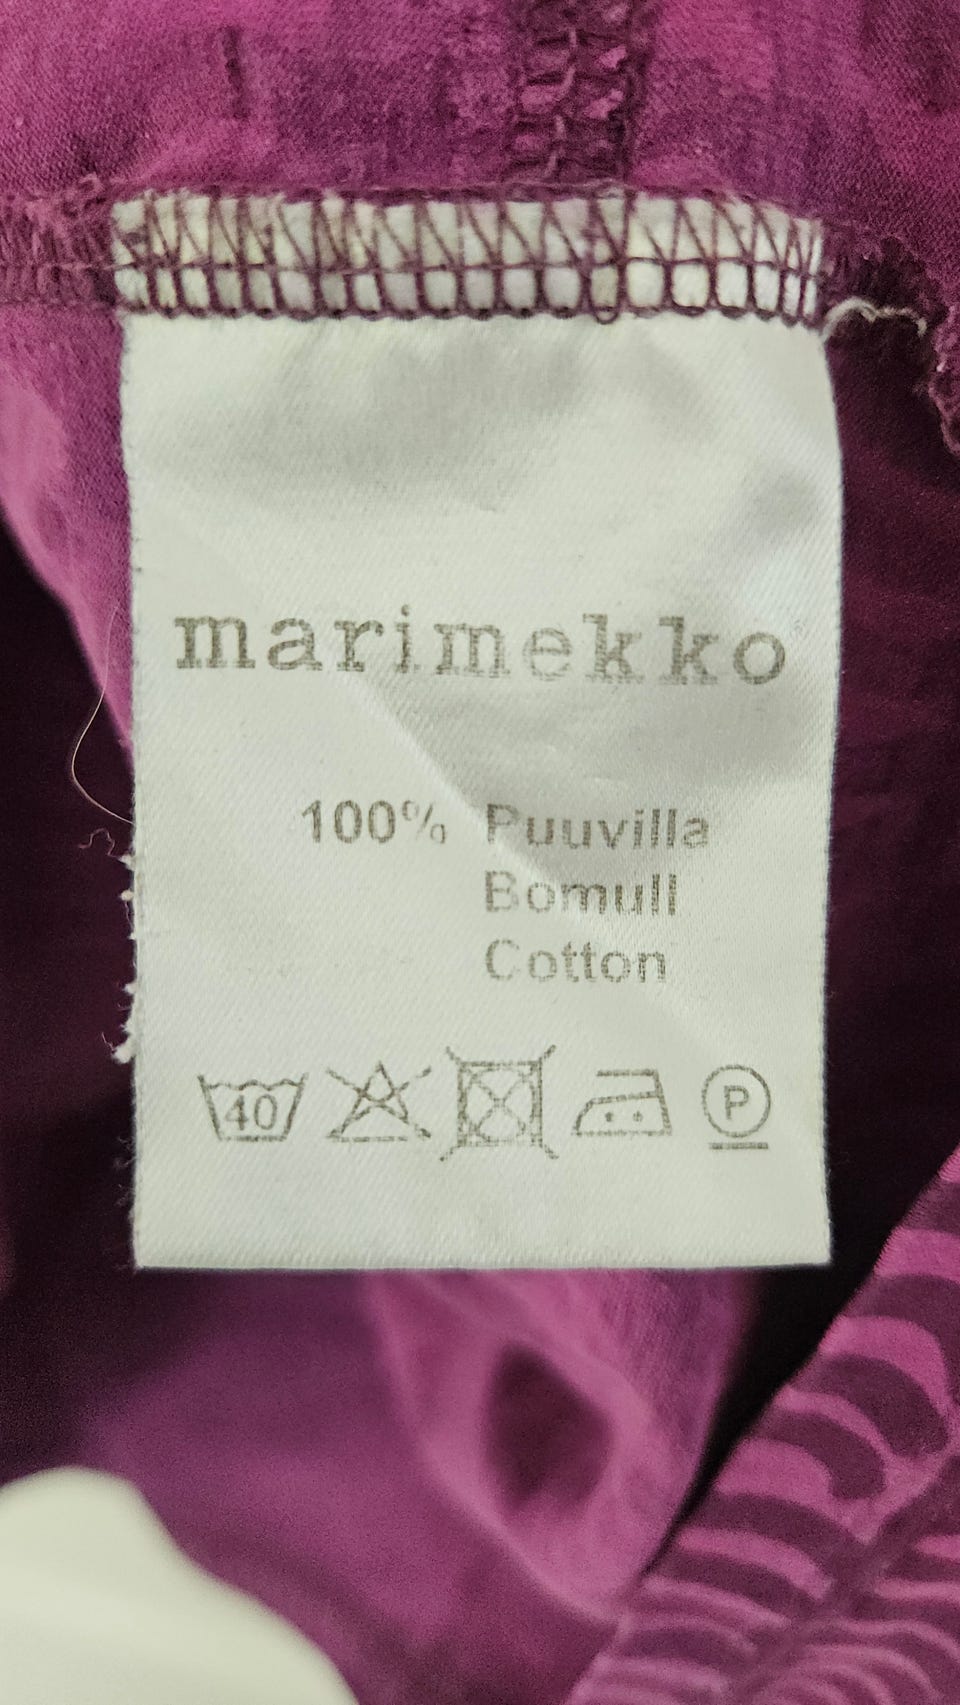 marimekko
100% Puuvilla
Bomull
Cotton
40 P